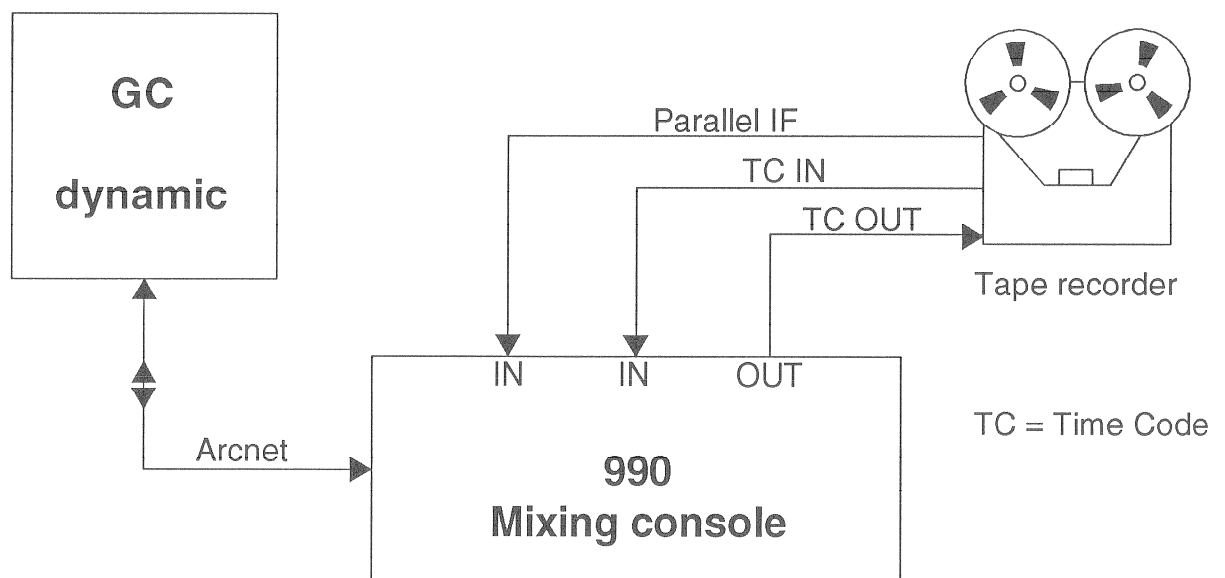 GC
dynamic
Parallel IF
TC IN
TC OUT
Tape recorder
IN
IN
OUT
TC = Time Code
Arcnet
990
Mixing console